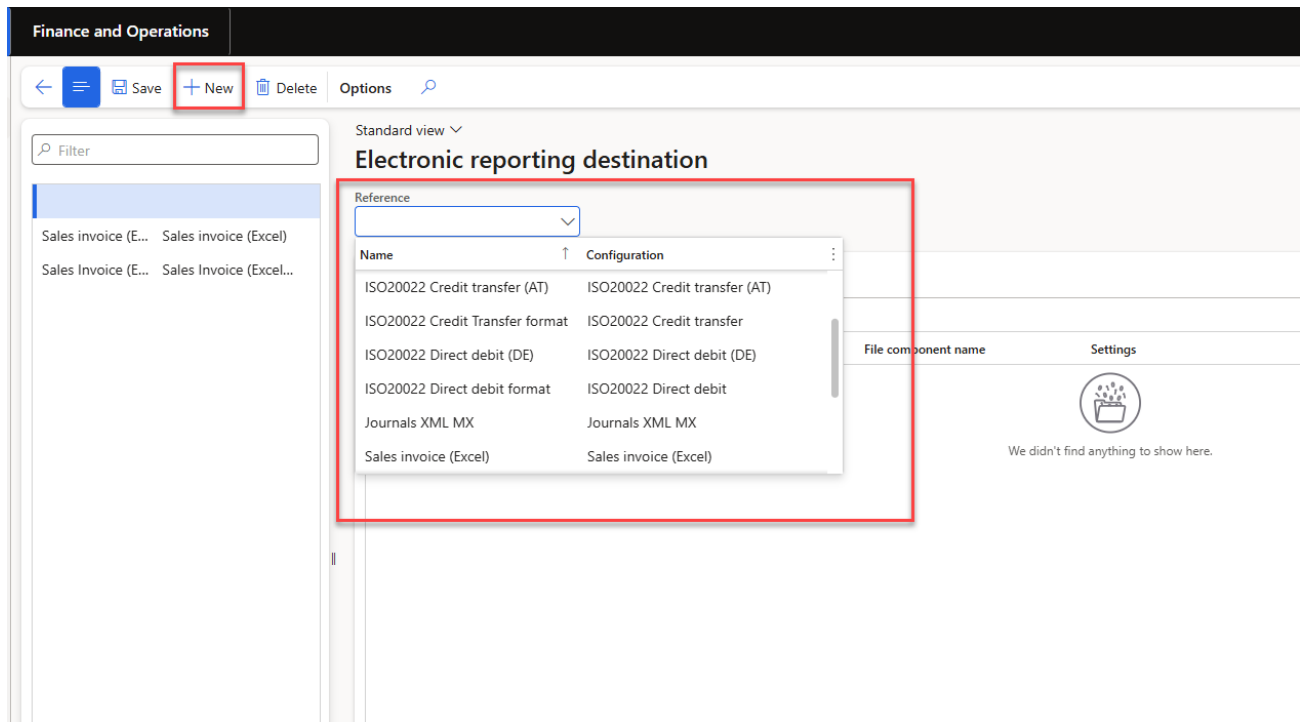 Finance and Operations
Save New Delete Options
Filter
Sales invoice (E... Sales invoice (Excel)
Sales Invoice (E... Sales Invoice (Excel...
Standard view
Electronic reporting destination
Reference
Name Configuration
ISO20022 Credit transfer (AT) ISO20022 Credit transfer (AT)
ISO20022 Credit Transfer format ISO20022 Credit transfer
ISO20022 Direct debit (DE) ISO20022 Direct debit (DE)
ISO20022 Direct debit format ISO20022 Direct debit
Journals XML MX Journals XML MX
Sales invoice (Excel) Sales invoice (Excel)
File component name Settings
We didn't find anything to show here.